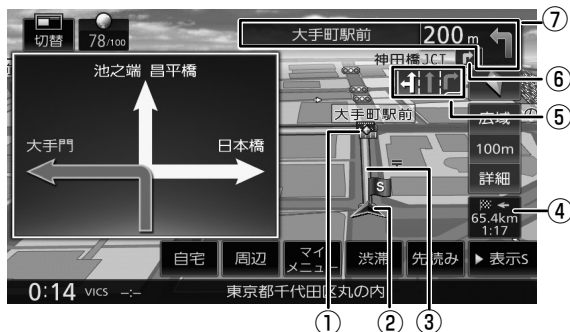 ⑦
切替
78/100
大手町駅前
200m
神田橋JCT
⑥
池之端 昌平橋
⑤
大手町駅前
広域
大手門
日本橋
①
100m
詳細
S
65.4km
④
1:17
自宅
周辺
マイメニュー
渋滞
先読み
▶ 表示S
0:14
VICS
-:--
東京都千代田区丸の内
①
②
③